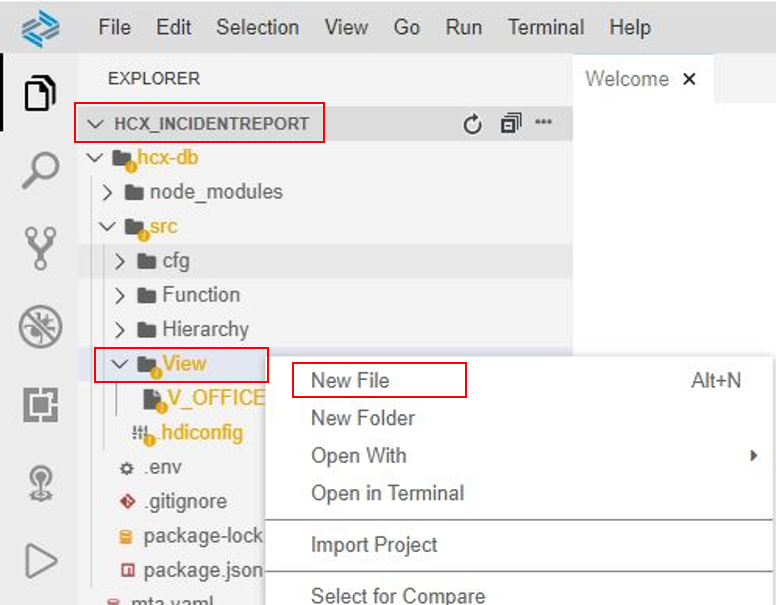 File Edit Selection View Go Run Terminal Help
EXPLORER
Welcome
HCX_INCIDENTREPORT
hcx-db
node_modules
src
cfg
Function
Hierarchy
View
New File Alt+N
V_OFFICE
New Folder
.hdiconfig
Open With
.env
Open in Terminal
.gitignore
package-lock
Import Project
package.json
Select for Compare
mta.yaml